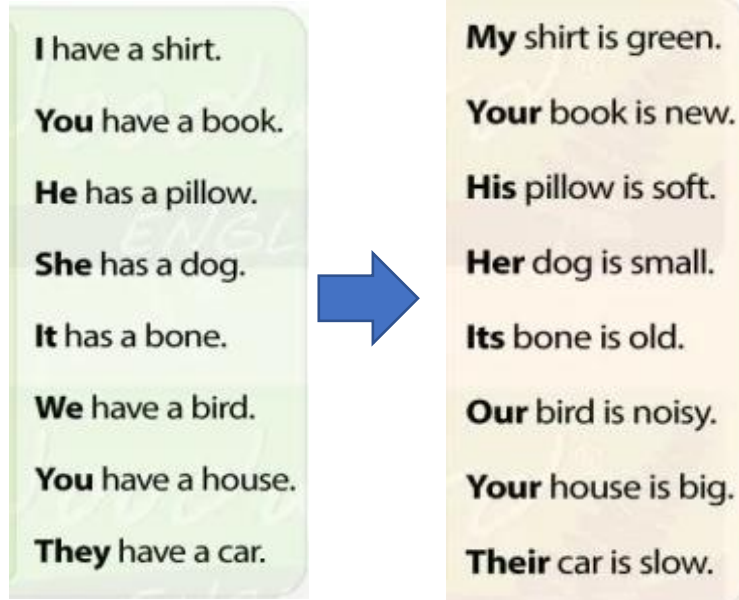 I have a shirt.
You have a book.
He has a pillow.
She has a dog.
It has a bone.
We have a bird.
You have a house.
They have a car.
My shirt is green.
Your book is new.
His pillow is soft.
Her dog is small.
Its bone is old.
Our bird is noisy.
Your house is big.
Their car is slow.